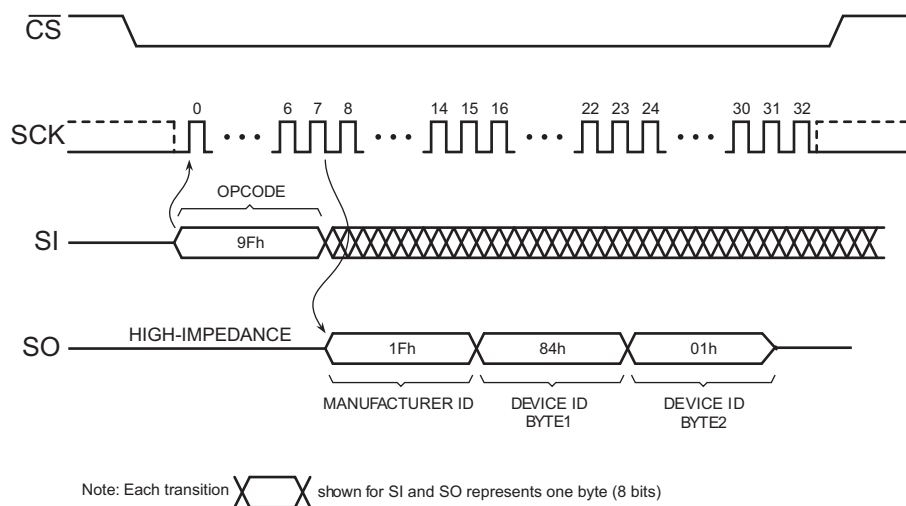 CS
0 6 7 8 14 15 16 22 23 24 30 31 32
SCK
OPCODE
SI
9Fh
HIGH-IMPEDANCE
SO
1Fh 84h 01h
MANUFACTURER ID DEVICE ID DEVICE ID
BYTE1 BYTE2
Note: Each transition shown for SI and SO represents one byte (8 bits)